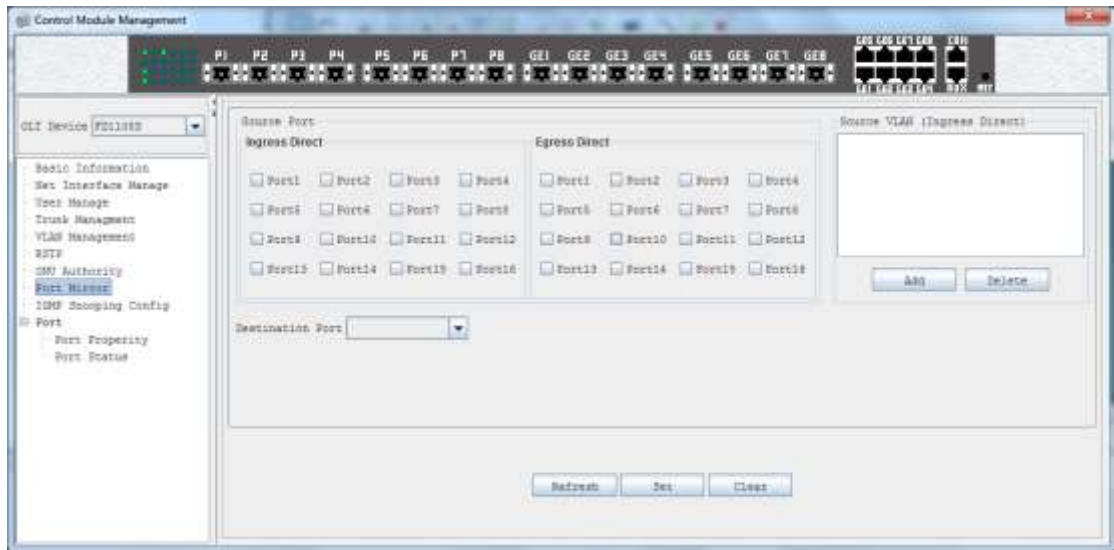 Control Module Management
P1 P2 P3 P4 P5 P6 P7 P8 GE1 GE2 GE3 GE4 GE5 GE6 GE7 GE8
OLT Device
Source Port
Ingress Direct
Egress Direct
Source VLAN (Ingress Direct)
Basic Information
Net Interface Manage
User Manage
Trunk Managment
VLAN Management
RSTP
ONU Authority
Port Mirror
IGMP Snooping Config
Port
Port Property
Port Status
Port1 Port2 Port3 Port4 Port1 Port2 Port3 Port4
Port5 Port6 Port7 Port8 Port5 Port6 Port7 Port8
Port9 Port10 Port11 Port12 Port9 Port10 Port11 Port12
Port13 Port14 Port15 Port16 Port13 Port14 Port15 Port16
Add Delete
Destination Port
Refresh Set Clear